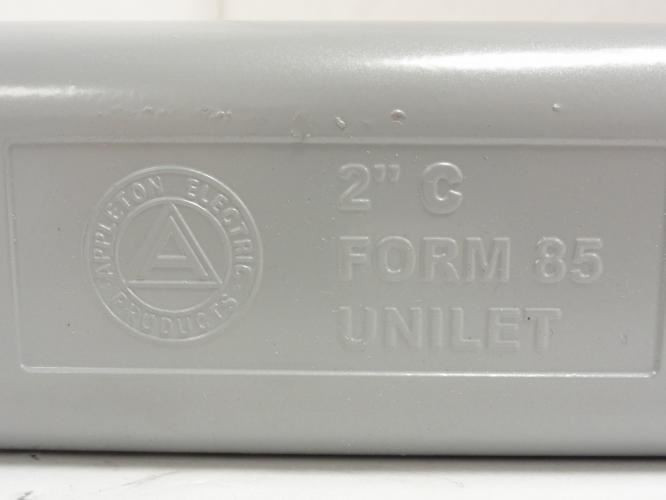 APPLETON ELECTRIC
PRODUCTS
A
2" C
FORM 85
UNILET